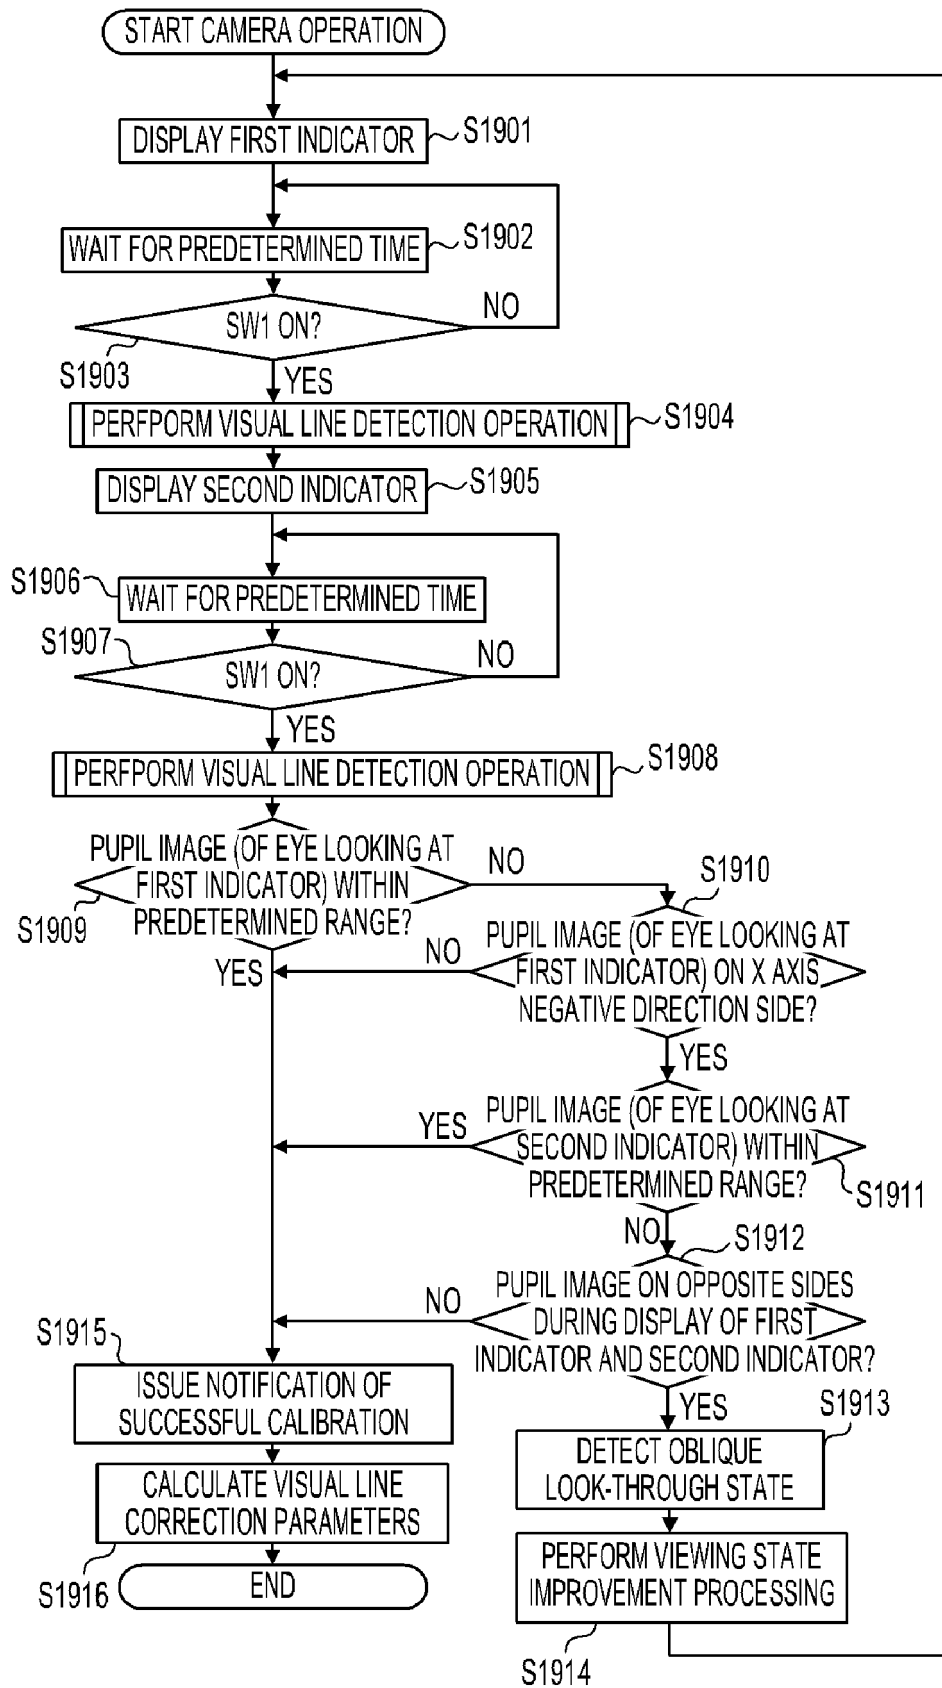 START CAMERA OPERATION
DISPLAY FIRST INDICATOR
S1901
WAIT FOR PREDETERMINED TIME
S1902
SW1 ON?
NO
S1903
YES
PERFPORM VISUAL LINE DETECTION OPERATION
S1904
DISPLAY SECOND INDICATOR
S1905
S1906
WAIT FOR PREDETERMINED TIME
S1907
SW1 ON?
NO
YES
PERFPORM VISUAL LINE DETECTION OPERATION
S1908
PUPIL IMAGE (OF EYE LOOKING AT
FIRST INDICATOR) WITHIN
PREDETERMINED RANGE?
NO
S1909
YES
S1910
PUPIL IMAGE (OF EYE LOOKING AT
FIRST INDICATOR) ON X AXIS
NEGATIVE DIRECTION SIDE?
NO
YES
PUPIL IMAGE (OF EYE LOOKING AT
SECOND INDICATOR) WITHIN
PREDETERMINED RANGE?
YES
S1911
NO
S1912
PUPIL IMAGE ON OPPOSITE SIDES
DURING DISPLAY OF FIRST
INDICATOR AND SECOND INDICATOR?
NO
YES
S1913
DETECT OBLIQUE
LOOK-THROUGH STATE
PERFORM VIEWING STATE
IMPROVEMENT PROCESSING
S1914
S1915
ISSUE NOTIFICATION OF
SUCCESSFUL CALIBRATION
CALCULATE VISUAL LINE
CORRECTION PARAMETERS
S1916
END